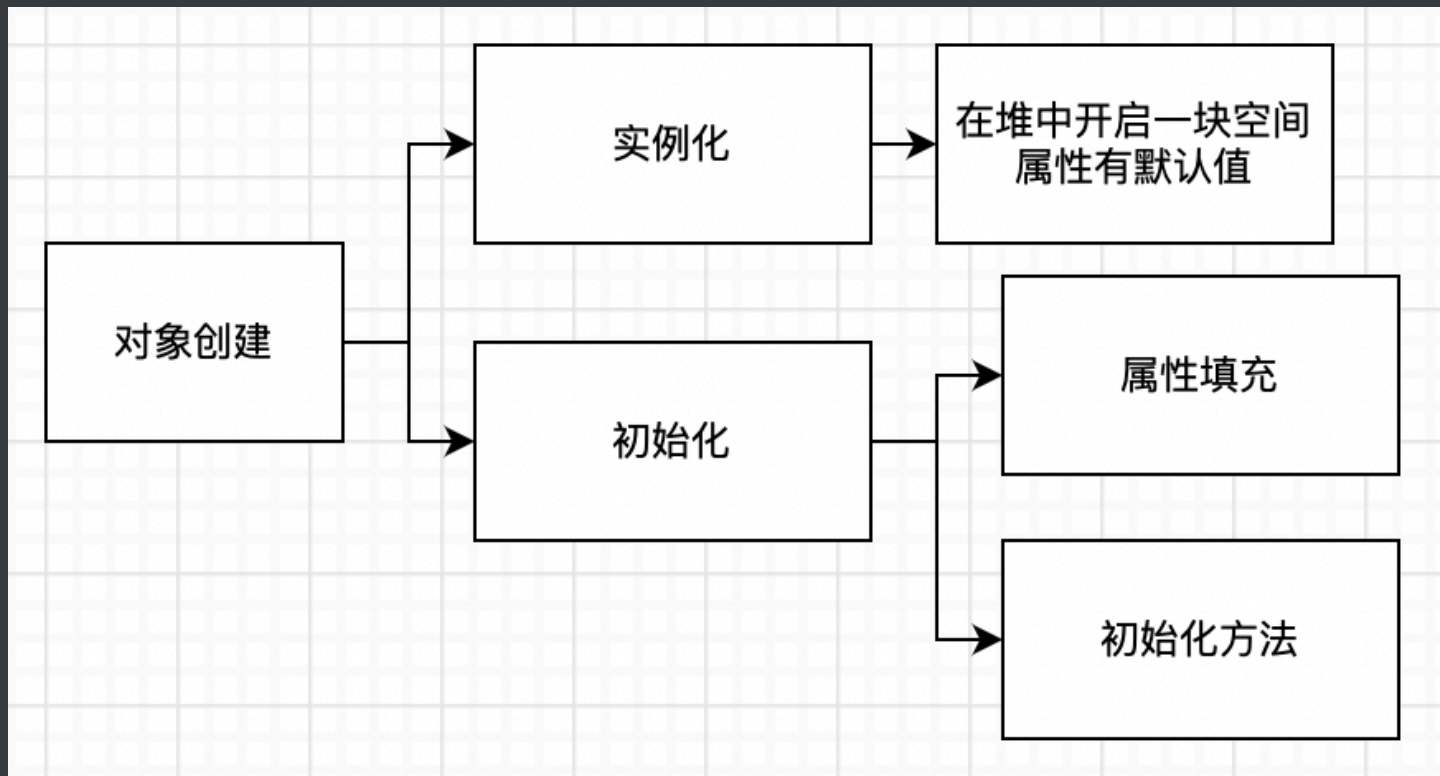 实例化
在堆中开启一块空间
属性有默认值
对象创建
初始化
属性填充
初始化方法